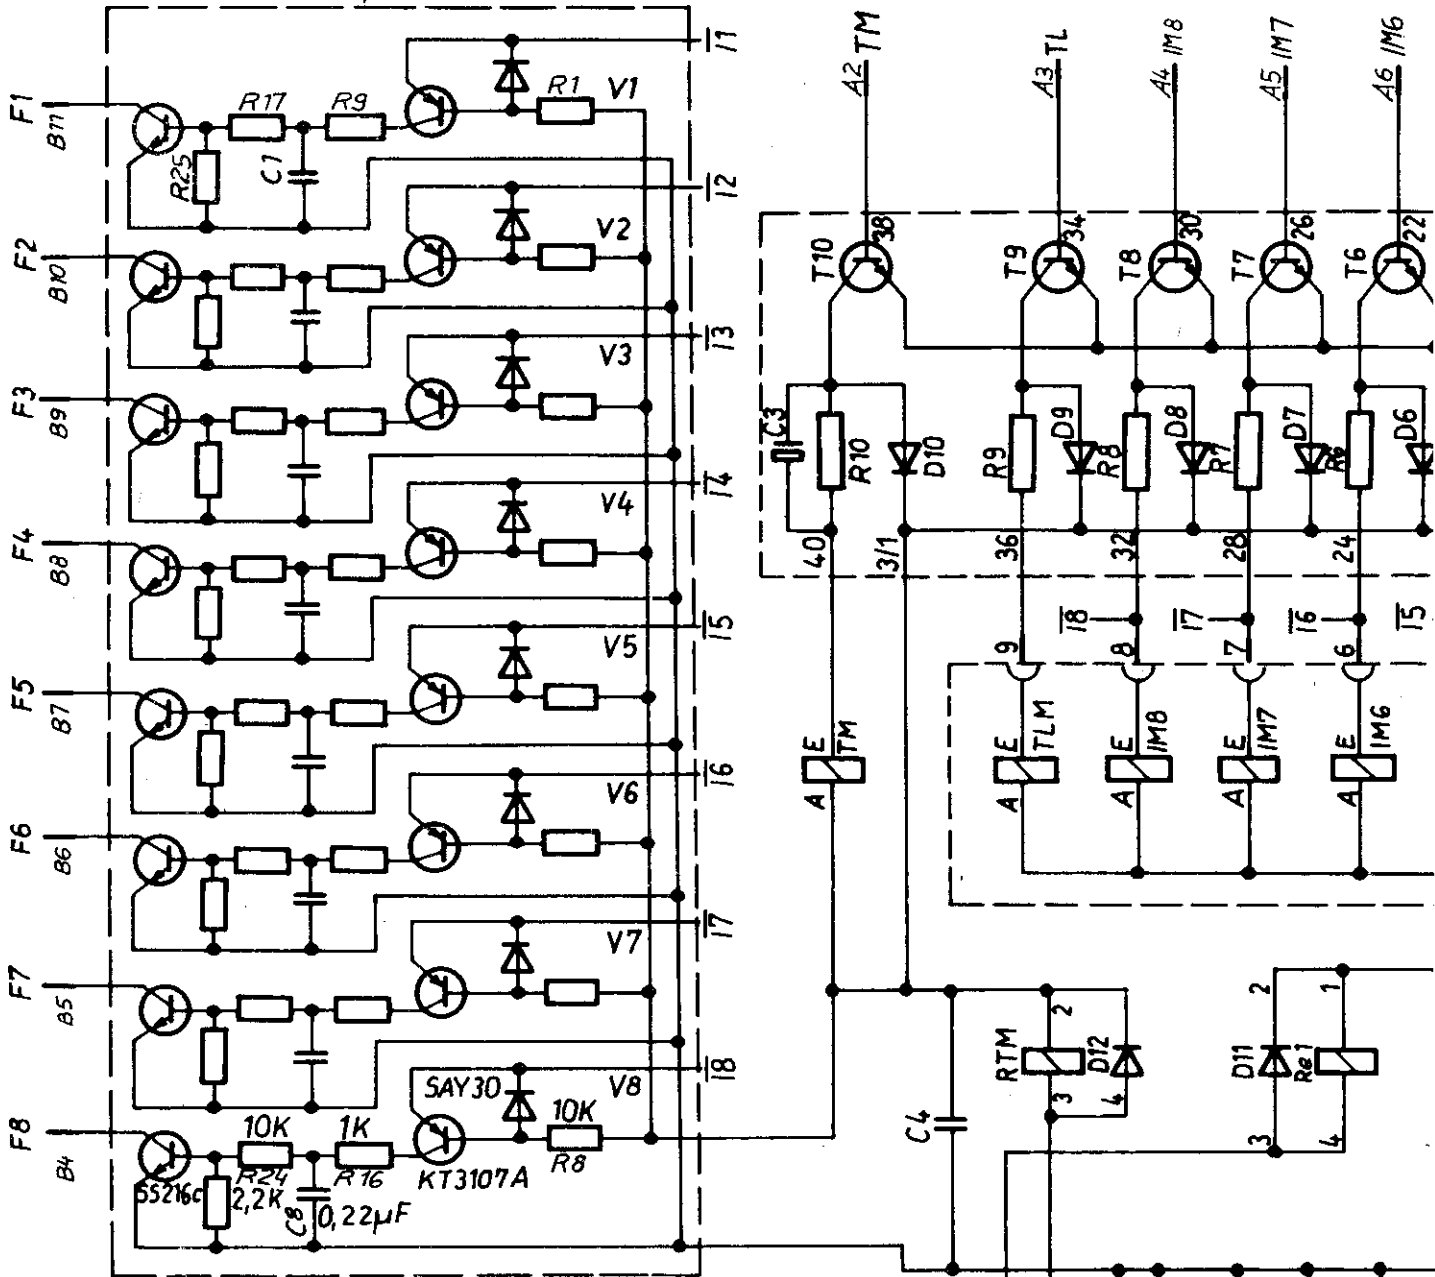 F1
B11
R17
R9
R25
C1
R1
V1
I1
F2
B10
V2
I2
F3
B9
V3
I3
F4
B8
V4
I4
F5
B7
V5
I5
F6
B6
V6
I6
F7
B5
V7
I7
F8
B4
SS216c
10K
R24
2,2K
C8
0,22µF
1K
R16
SAY30
KT3107A
10K
R8
V8
I8
A2 TM
A3 TL
A4 IM8
A5 IM7
A6 IM6
T10
38
T9
34
T8
30
T7
26
T6
22
C3
R10
D10
R9
D9
R8
D8
R7
D7
R6
D6
40
3/1
36
32
28
24
I8
I7
I6
I5
9
8
7
6
A
E
TM
A
E
TLM
A
E
IM8
A
E
IM7
A
E
IM6
C4
RTM
2
3
D12
4
D11
2
3
Re1
1
4